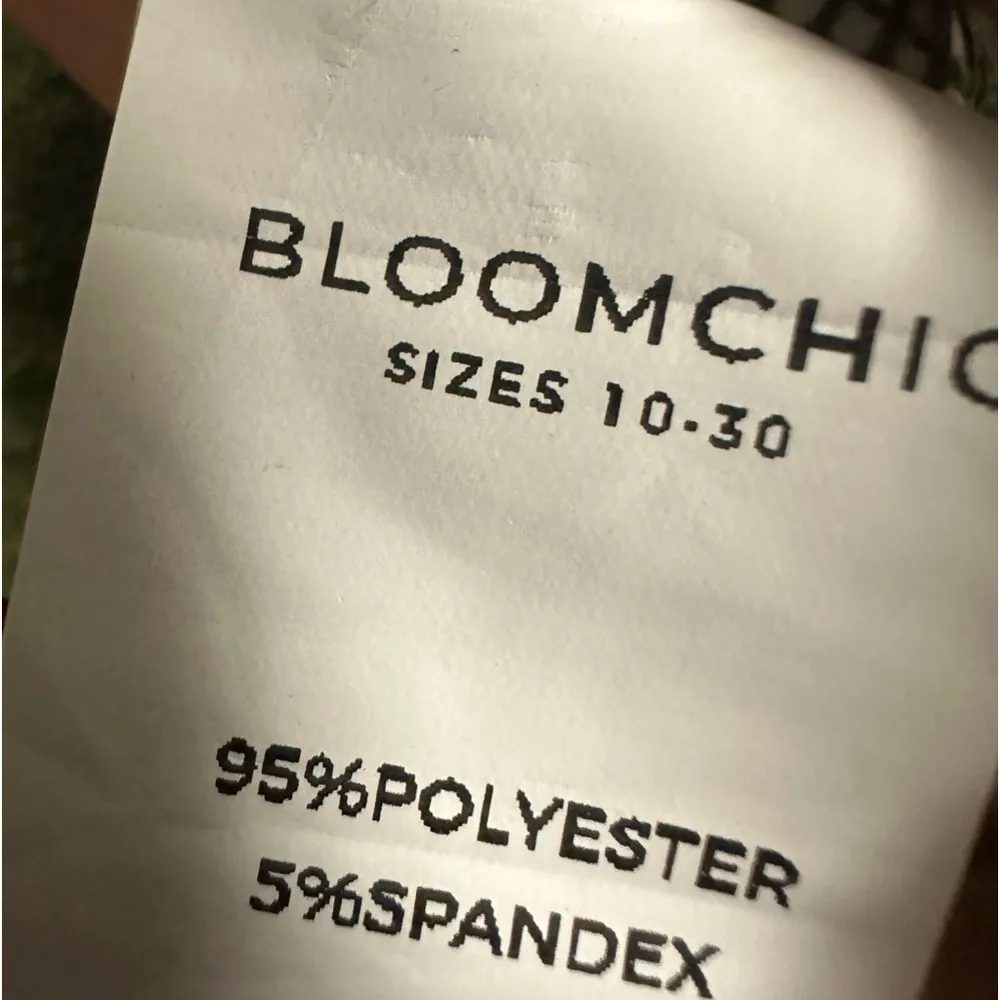 BLOOMCHIC
SIZES 10-30
95%POLYESTER
5%SPANDEX